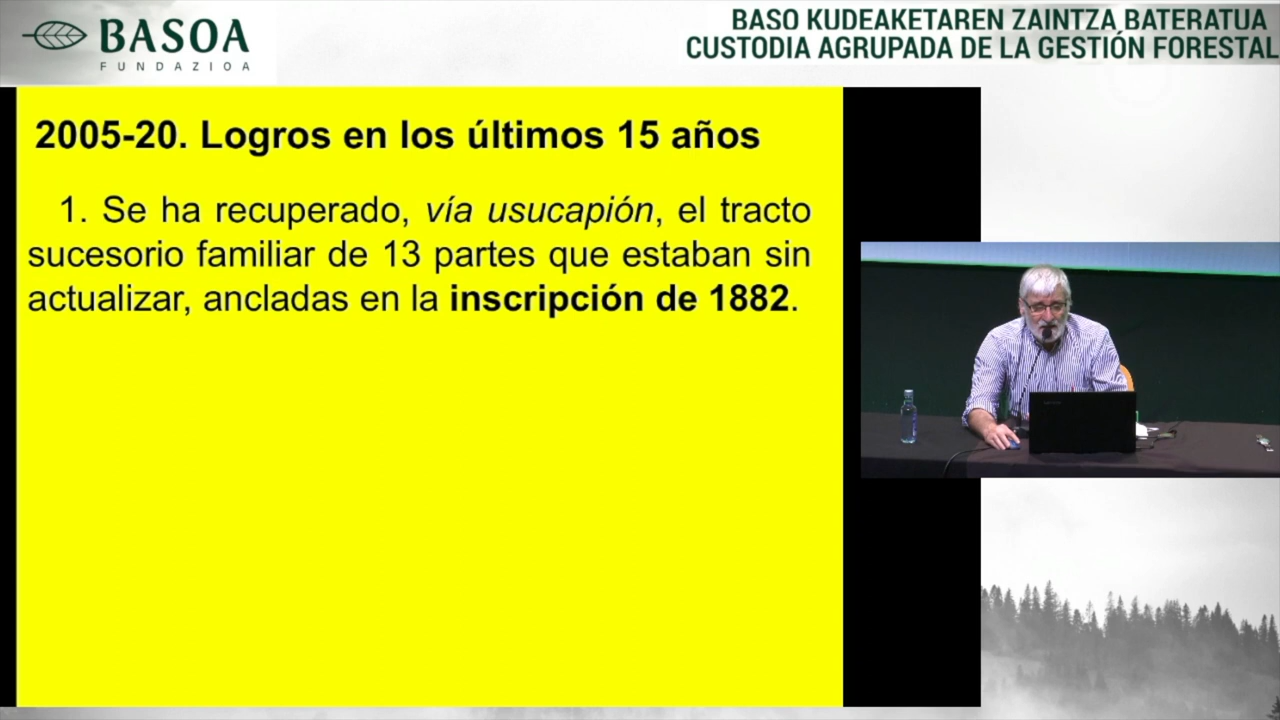 BASOA
FUNDAZIOA
BASO KUDEAKETAREN ZAINTZA BATERATUA
CUSTODIA AGRUPADA DE LA GESTIÓN FORESTAL
2005-20. Logros en los últimos 15 años
1. Se ha recuperado, vía usucapión, el tracto
sucesorio familiar de 13 partes que estaban sin
actualizar, ancladas en la inscripción de 1882.